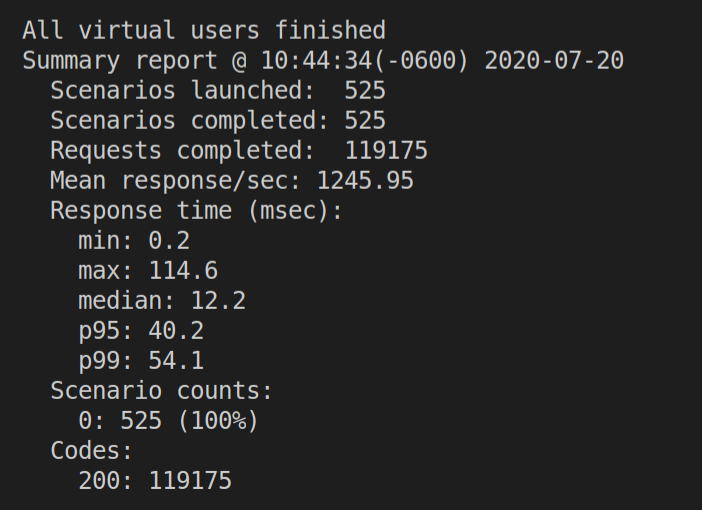 All virtual users finished
Summary report @ 10:44:34(-0600) 2020-07-20
  Scenarios launched:  525
  Scenarios completed: 525
  Requests completed:  119175
  Mean response/sec: 1245.95
  Response time (msec):
    min: 0.2
    max: 114.6
    median: 12.2
    p95: 40.2
    p99: 54.1
  Scenario counts:
    0: 525 (100%)
  Codes:
    200: 119175